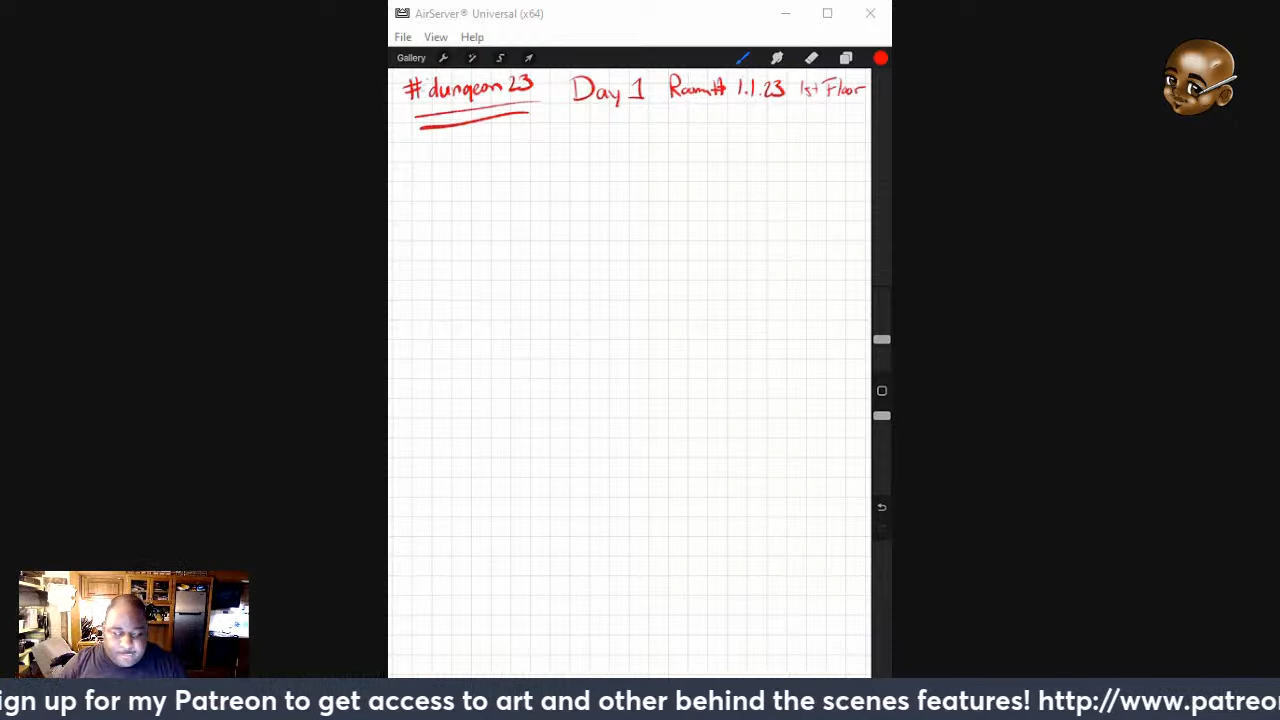 AirServer® Universal (x64)
File View Help
Gallery
#dungeon 23 Day 1 Room# 1.1.23 1st Floor
ign up for my Patreon to get access to art and other behind the scenes features! http://www.patreo